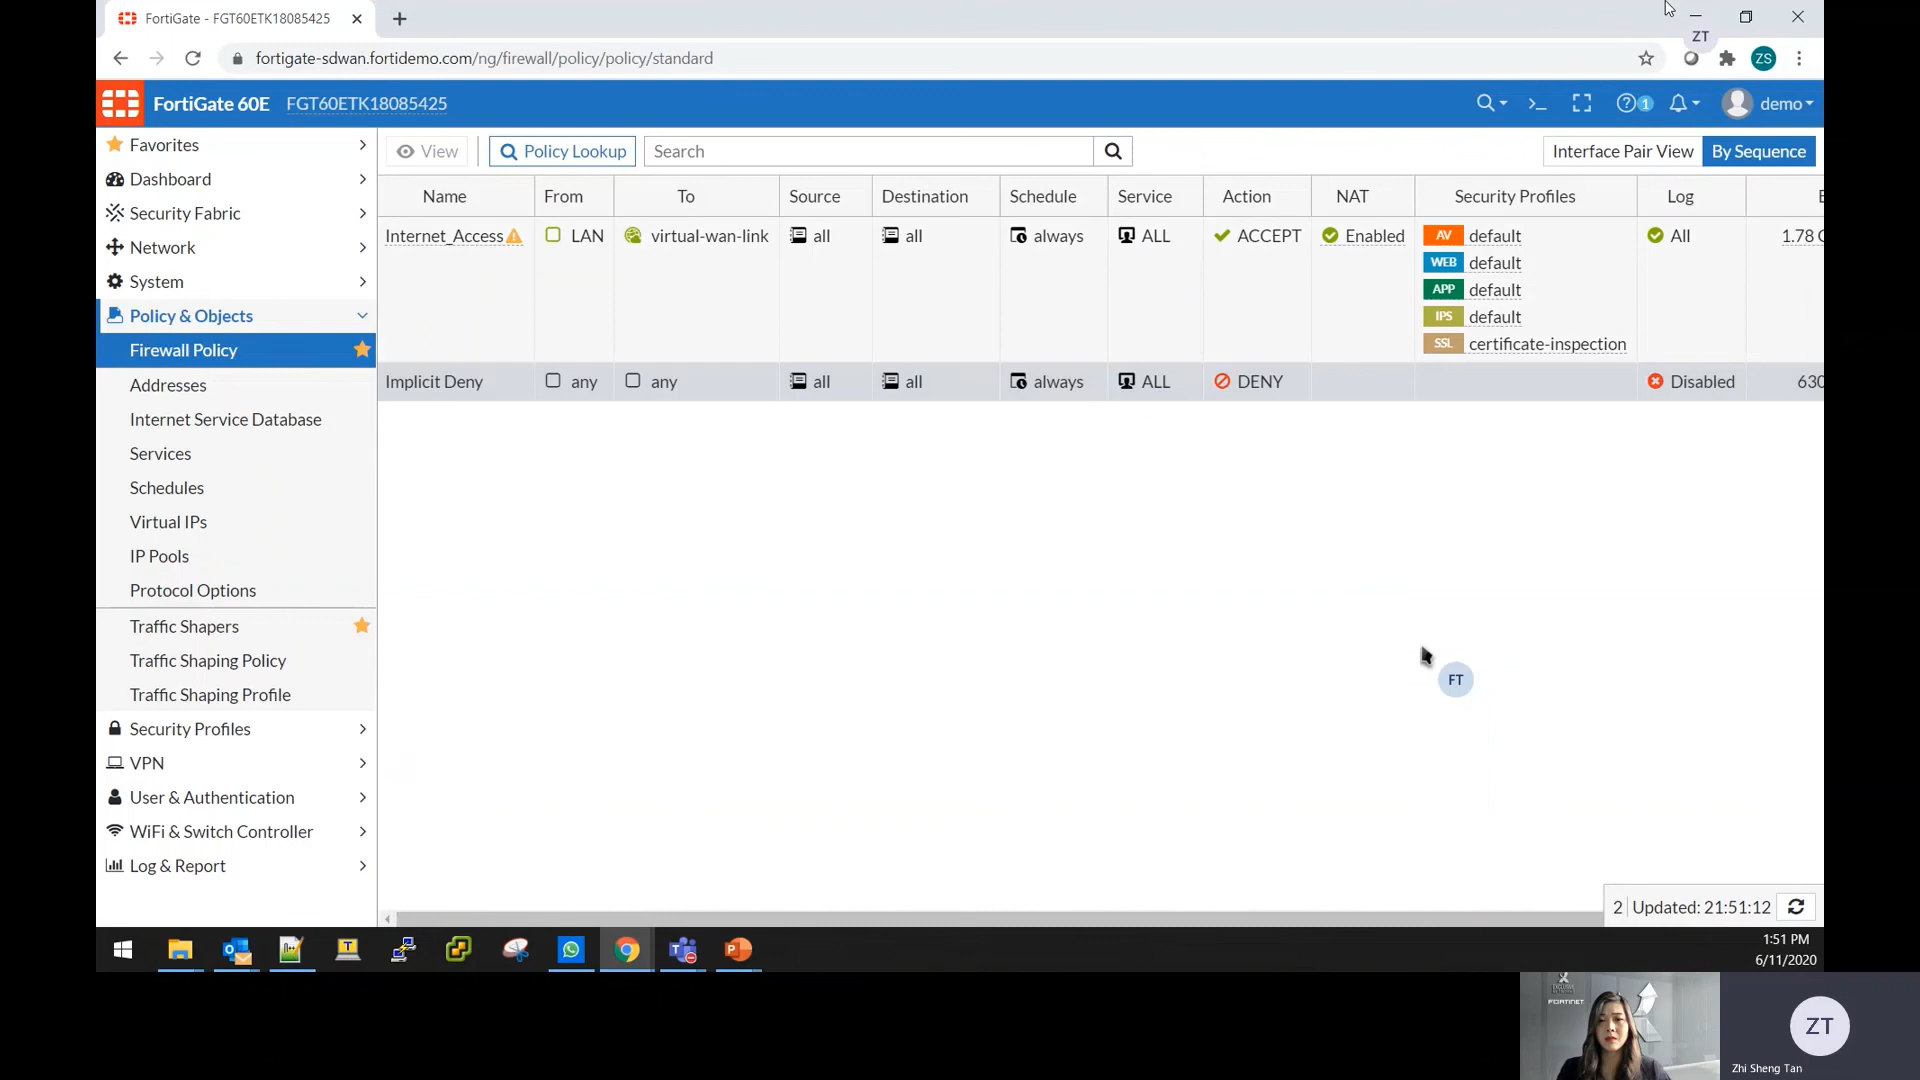 FortiGate - FGT60ETK18085425
ZT
fortigate-sdwan.fortidemo.com/ng/firewall/policy/policy/standard
ZS
FortiGate 60E FGT60ETK18085425
1 demo
Favorites
Dashboard
Security Fabric
Network
System
Policy & Objects
Firewall Policy
Addresses
Internet Service Database
Services
Schedules
Virtual IPs
IP Pools
Protocol Options
Traffic Shapers
Traffic Shaping Policy
Traffic Shaping Profile
Security Profiles
VPN
User & Authentication
WiFi & Switch Controller
Log & Report
View Policy Lookup Search Interface Pair View By Sequence
Name From To Source Destination Schedule Service Action NAT Security Profiles Log
Internet_Access LAN virtual-wan-link all all always ALL ACCEPT Enabled AV default All 1.78
WEB default
APP default
IPS default
SSL certificate-inspection
Implicit Deny any any all all always ALL DENY Disabled 630
FT
2 Updated: 21:51:12
1:51 PM
6/11/2020
FORTINET
ZT
Zhi Sheng Tan